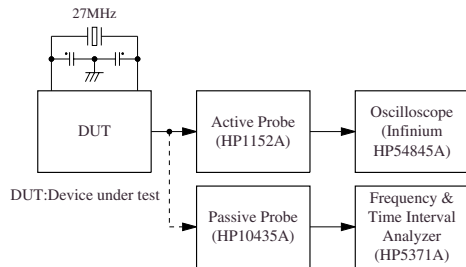 27MHz
DUT
Active Probe
(HP1152A)
Oscilloscope
(Infinium
HP54845A)
DUT:Device under test
Passive Probe
(HP10435A)
Frequency &
Time Interval
Analyzer
(HP5371A)